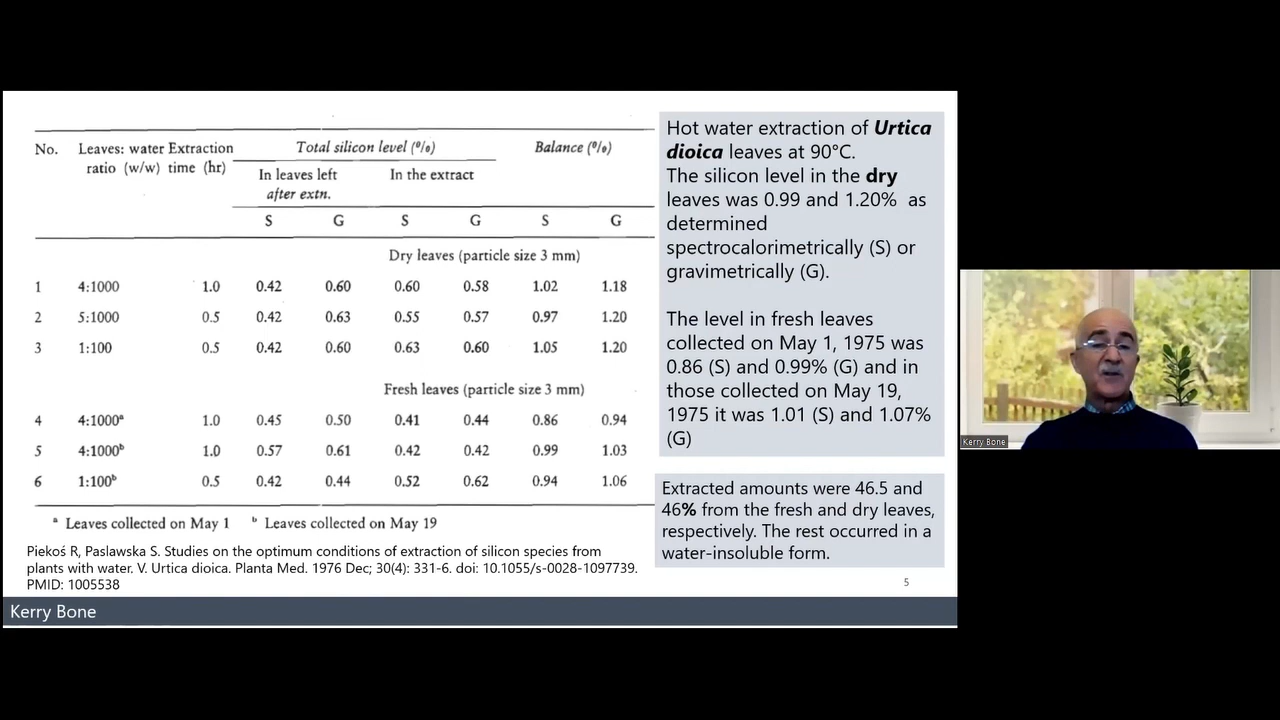 No. Leaves: water Extraction Total silicon level (%) Balance (%)
ratio (w/w) time (hr)
In leaves left In the extract
after extn.
S G S G S G
Dry leaves (particle size 3 mm)
1 4:1000 1.0 0.42 0.60 0.60 0.58 1.02 1.18
2 5:1000 0.5 0.42 0.63 0.55 0.57 0.97 1.20
3 1:100 0.5 0.42 0.60 0.63 0.60 1.05 1.20
Fresh leaves (particle size 3 mm)
4 4:1000ᵃ 1.0 0.45 0.50 0.41 0.44 0.86 0.94
5 4:1000ᵇ 1.0 0.57 0.61 0.42 0.42 0.99 1.03
6 1:100ᵇ 0.5 0.42 0.44 0.52 0.62 0.94 1.06
ᵃ Leaves collected on May 1 ᵇ Leaves collected on May 19
Piekoś R, Paslawska S. Studies on the optimum conditions of extraction of silicon species from
plants with water. V. Urtica dioica. Planta Med. 1976 Dec; 30(4): 331-6. doi: 10.1055/s-0028-1097739.
PMID: 1005538
Hot water extraction of Urtica
dioica leaves at 90°C.
The silicon level in the dry
leaves was 0.99 and 1.20% as
determined
spectrocalorimetrically (S) or
gravimetrically (G).
The level in fresh leaves
collected on May 1, 1975 was
0.86 (S) and 0.99% (G) and in
those collected on May 19,
1975 it was 1.01 (S) and 1.07%
(G)
Extracted amounts were 46.5 and
46% from the fresh and dry leaves,
respectively. The rest occurred in a
water-insoluble form.
5
Kerry Bone
Kerry Bone